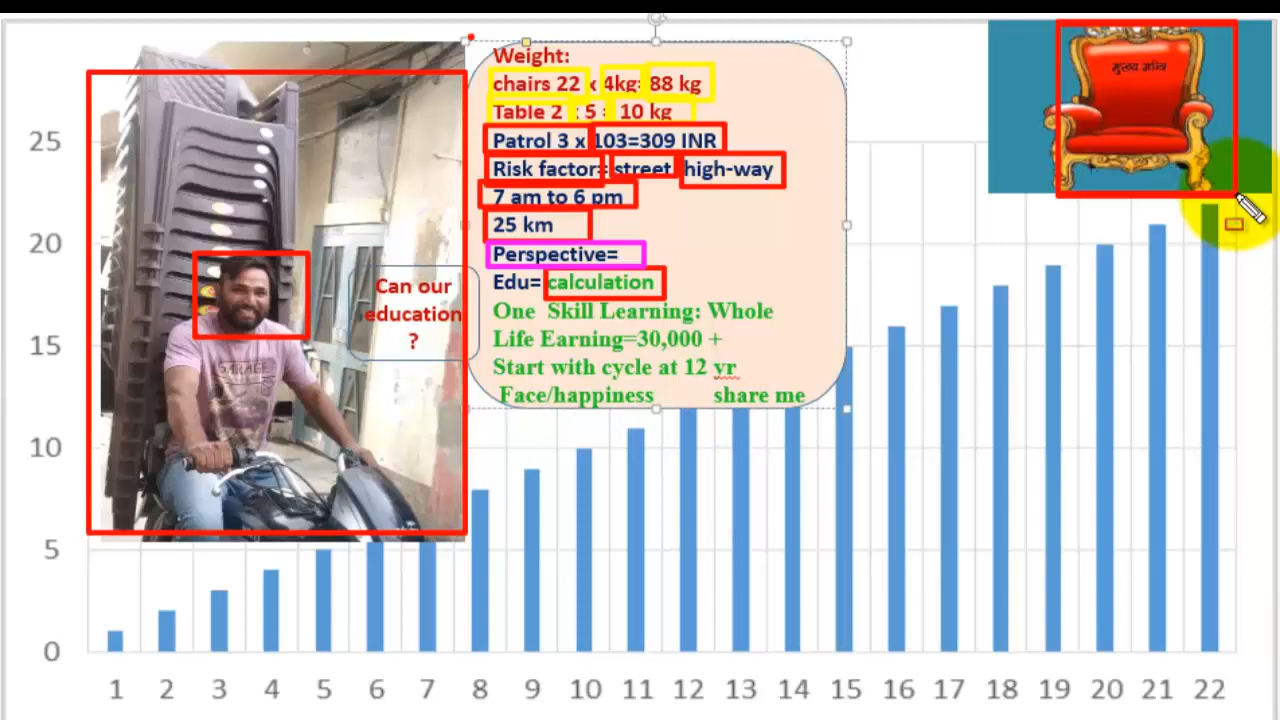 Weight:
chairs 22 x 4kg= 88 kg
Table 2 x 5 = 10 kg
Patrol 3 x 103=309 INR
Risk factor= street, high-way
7 am to 6 pm
25 km
Perspective=
Edu= calculation
One Skill Learning: Whole
Life Earning=30,000 +
Start with cycle at 12 yr
Face/happiness share me
Can our
education
?
GARAGE
मुख्य मन्त्रि
25
20
15
10
5
0
1 2 3 4 5 6 7 8 9 10 11 12 13 14 15 16 17 18 19 20 21 22